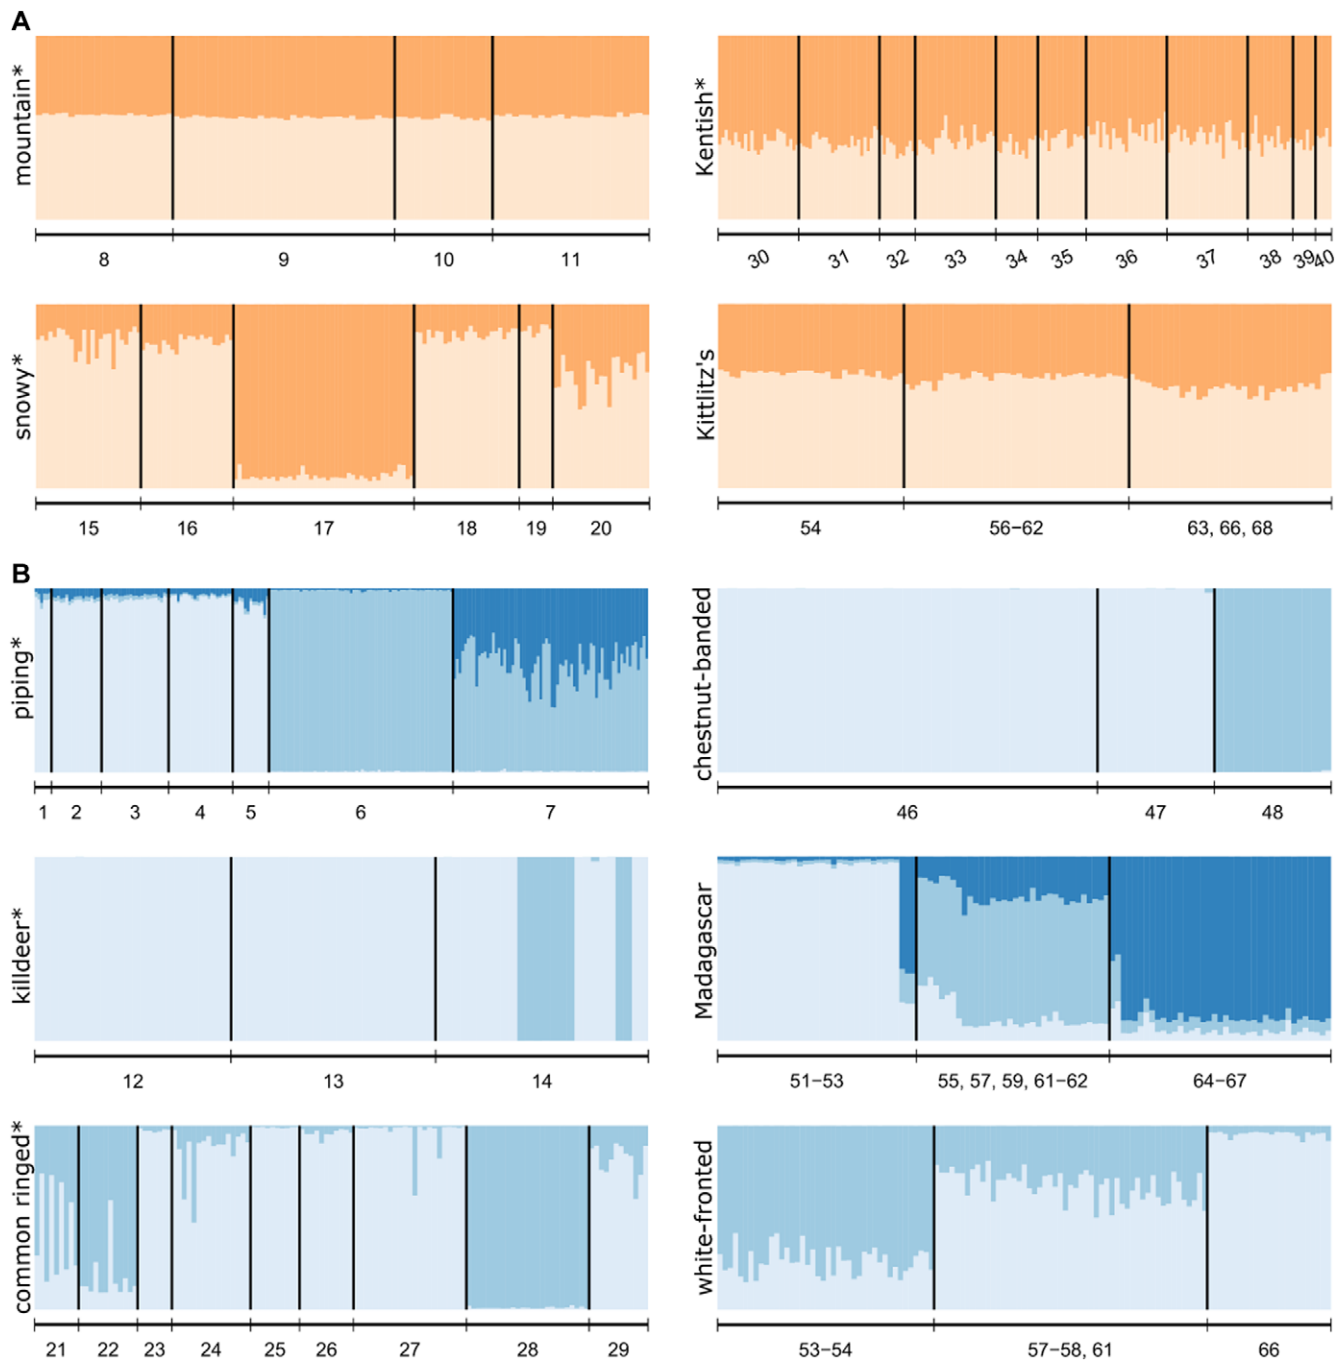 A
mountain*
8 9 10 11
Kentish*
30 31 32 33 34 35 36 37 38 39 40
snowy*
15 16 17 18 19 20
Kittlitz's
54 56−62 63, 66, 68
B
piping*
1 2 3 4 5 6 7
chestnut-banded
46 47 48
killdeer*
12 13 14
Madagascar
51−53 55, 57, 59, 61−62 64−67
common ringed*
21 22 23 24 25 26 27 28 29
white-fronted
53−54 57−58, 61 66